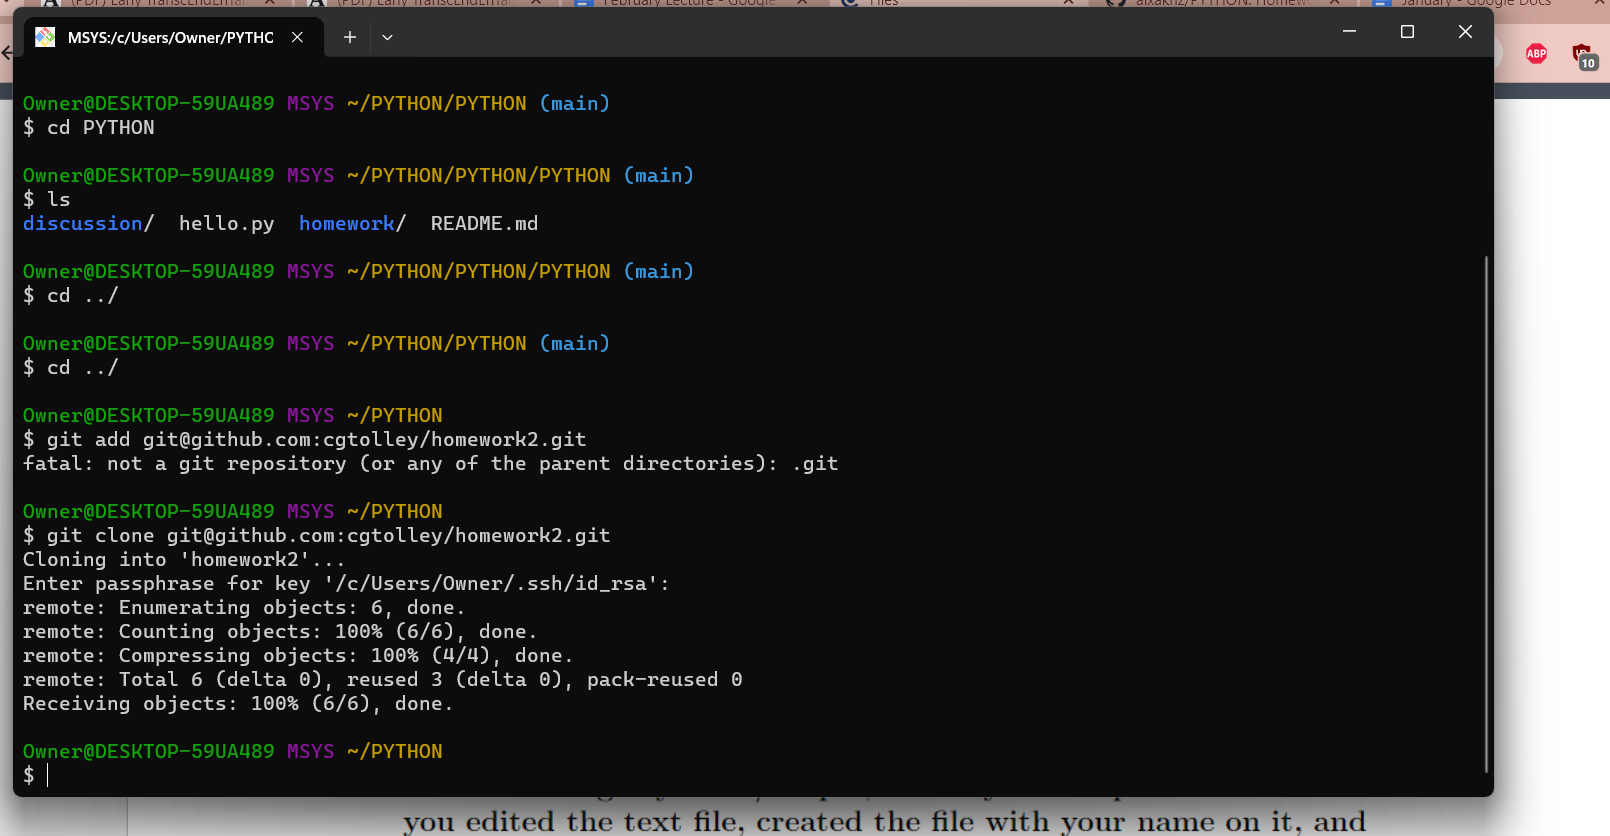 February Lecture - Google
January - Google Docs
MSYS:/c/Users/Owner/PYTHO
ABP
10
Owner@DESKTOP-59UA489 MSYS ~/PYTHON/PYTHON (main)
$ cd PYTHON
Owner@DESKTOP-59UA489 MSYS ~/PYTHON/PYTHON/PYTHON (main)
$ ls
discussion/ hello.py homework/ README.md
Owner@DESKTOP-59UA489 MSYS ~/PYTHON/PYTHON/PYTHON (main)
$ cd ../
Owner@DESKTOP-59UA489 MSYS ~/PYTHON/PYTHON (main)
$ cd ../
Owner@DESKTOP-59UA489 MSYS ~/PYTHON
$ git add git@github.com:cgtolley/homework2.git
fatal: not a git repository (or any of the parent directories): .git
Owner@DESKTOP-59UA489 MSYS ~/PYTHON
$ git clone git@github.com:cgtolley/homework2.git
Cloning into 'homework2'...
Enter passphrase for key '/c/Users/Owner/.ssh/id_rsa':
remote: Enumerating objects: 6, done.
remote: Counting objects: 100% (6/6), done.
remote: Compressing objects: 100% (4/4), done.
remote: Total 6 (delta 0), reused 3 (delta 0), pack-reused 0
Receiving objects: 100% (6/6), done.
Owner@DESKTOP-59UA489 MSYS ~/PYTHON
$
you edited the text file, created the file with your name on it, and